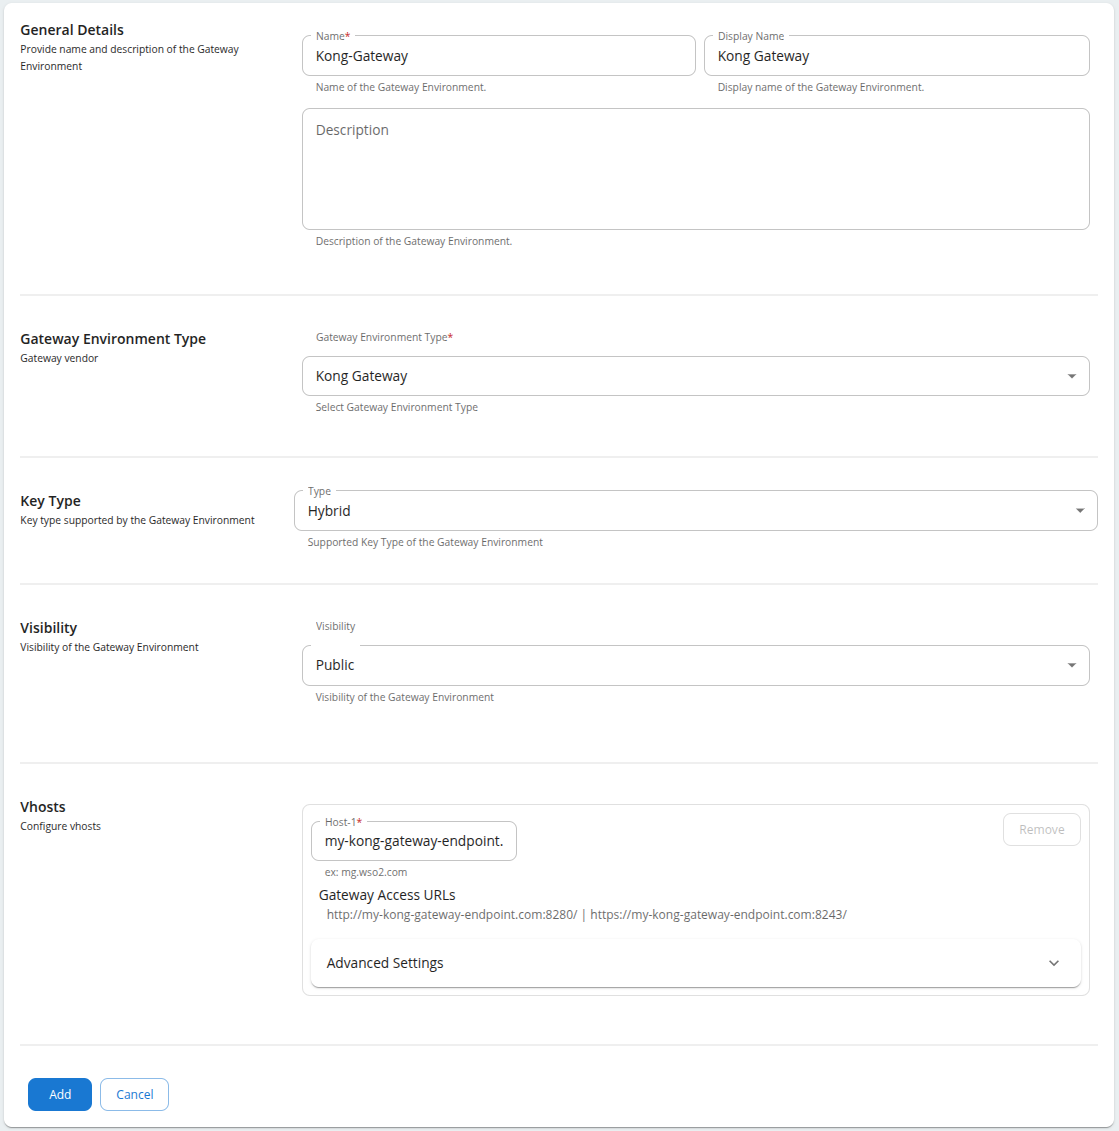 General Details
Provide name and description of the Gateway
Environment
Name*
Kong-Gateway
Name of the Gateway Environment.
Display Name
Kong Gateway
Display name of the Gateway Environment.
Description
Description of the Gateway Environment.
Gateway Environment Type
Gateway vendor
Gateway Environment Type*
Kong Gateway
Select Gateway Environment Type
Key Type
Key type supported by the Gateway Environment
Type
Hybrid
Supported Key Type of the Gateway Environment
Visibility
Visibility of the Gateway Environment
Visibility
Public
Visibility of the Gateway Environment
Vhosts
Configure vhosts
Host-1*
my-kong-gateway-endpoint.
ex: mg.wso2.com
Remove
Gateway Access URLs
http://my-kong-gateway-endpoint.com:8280/ | https://my-kong-gateway-endpoint.com:8243/
Advanced Settings
Add
Cancel